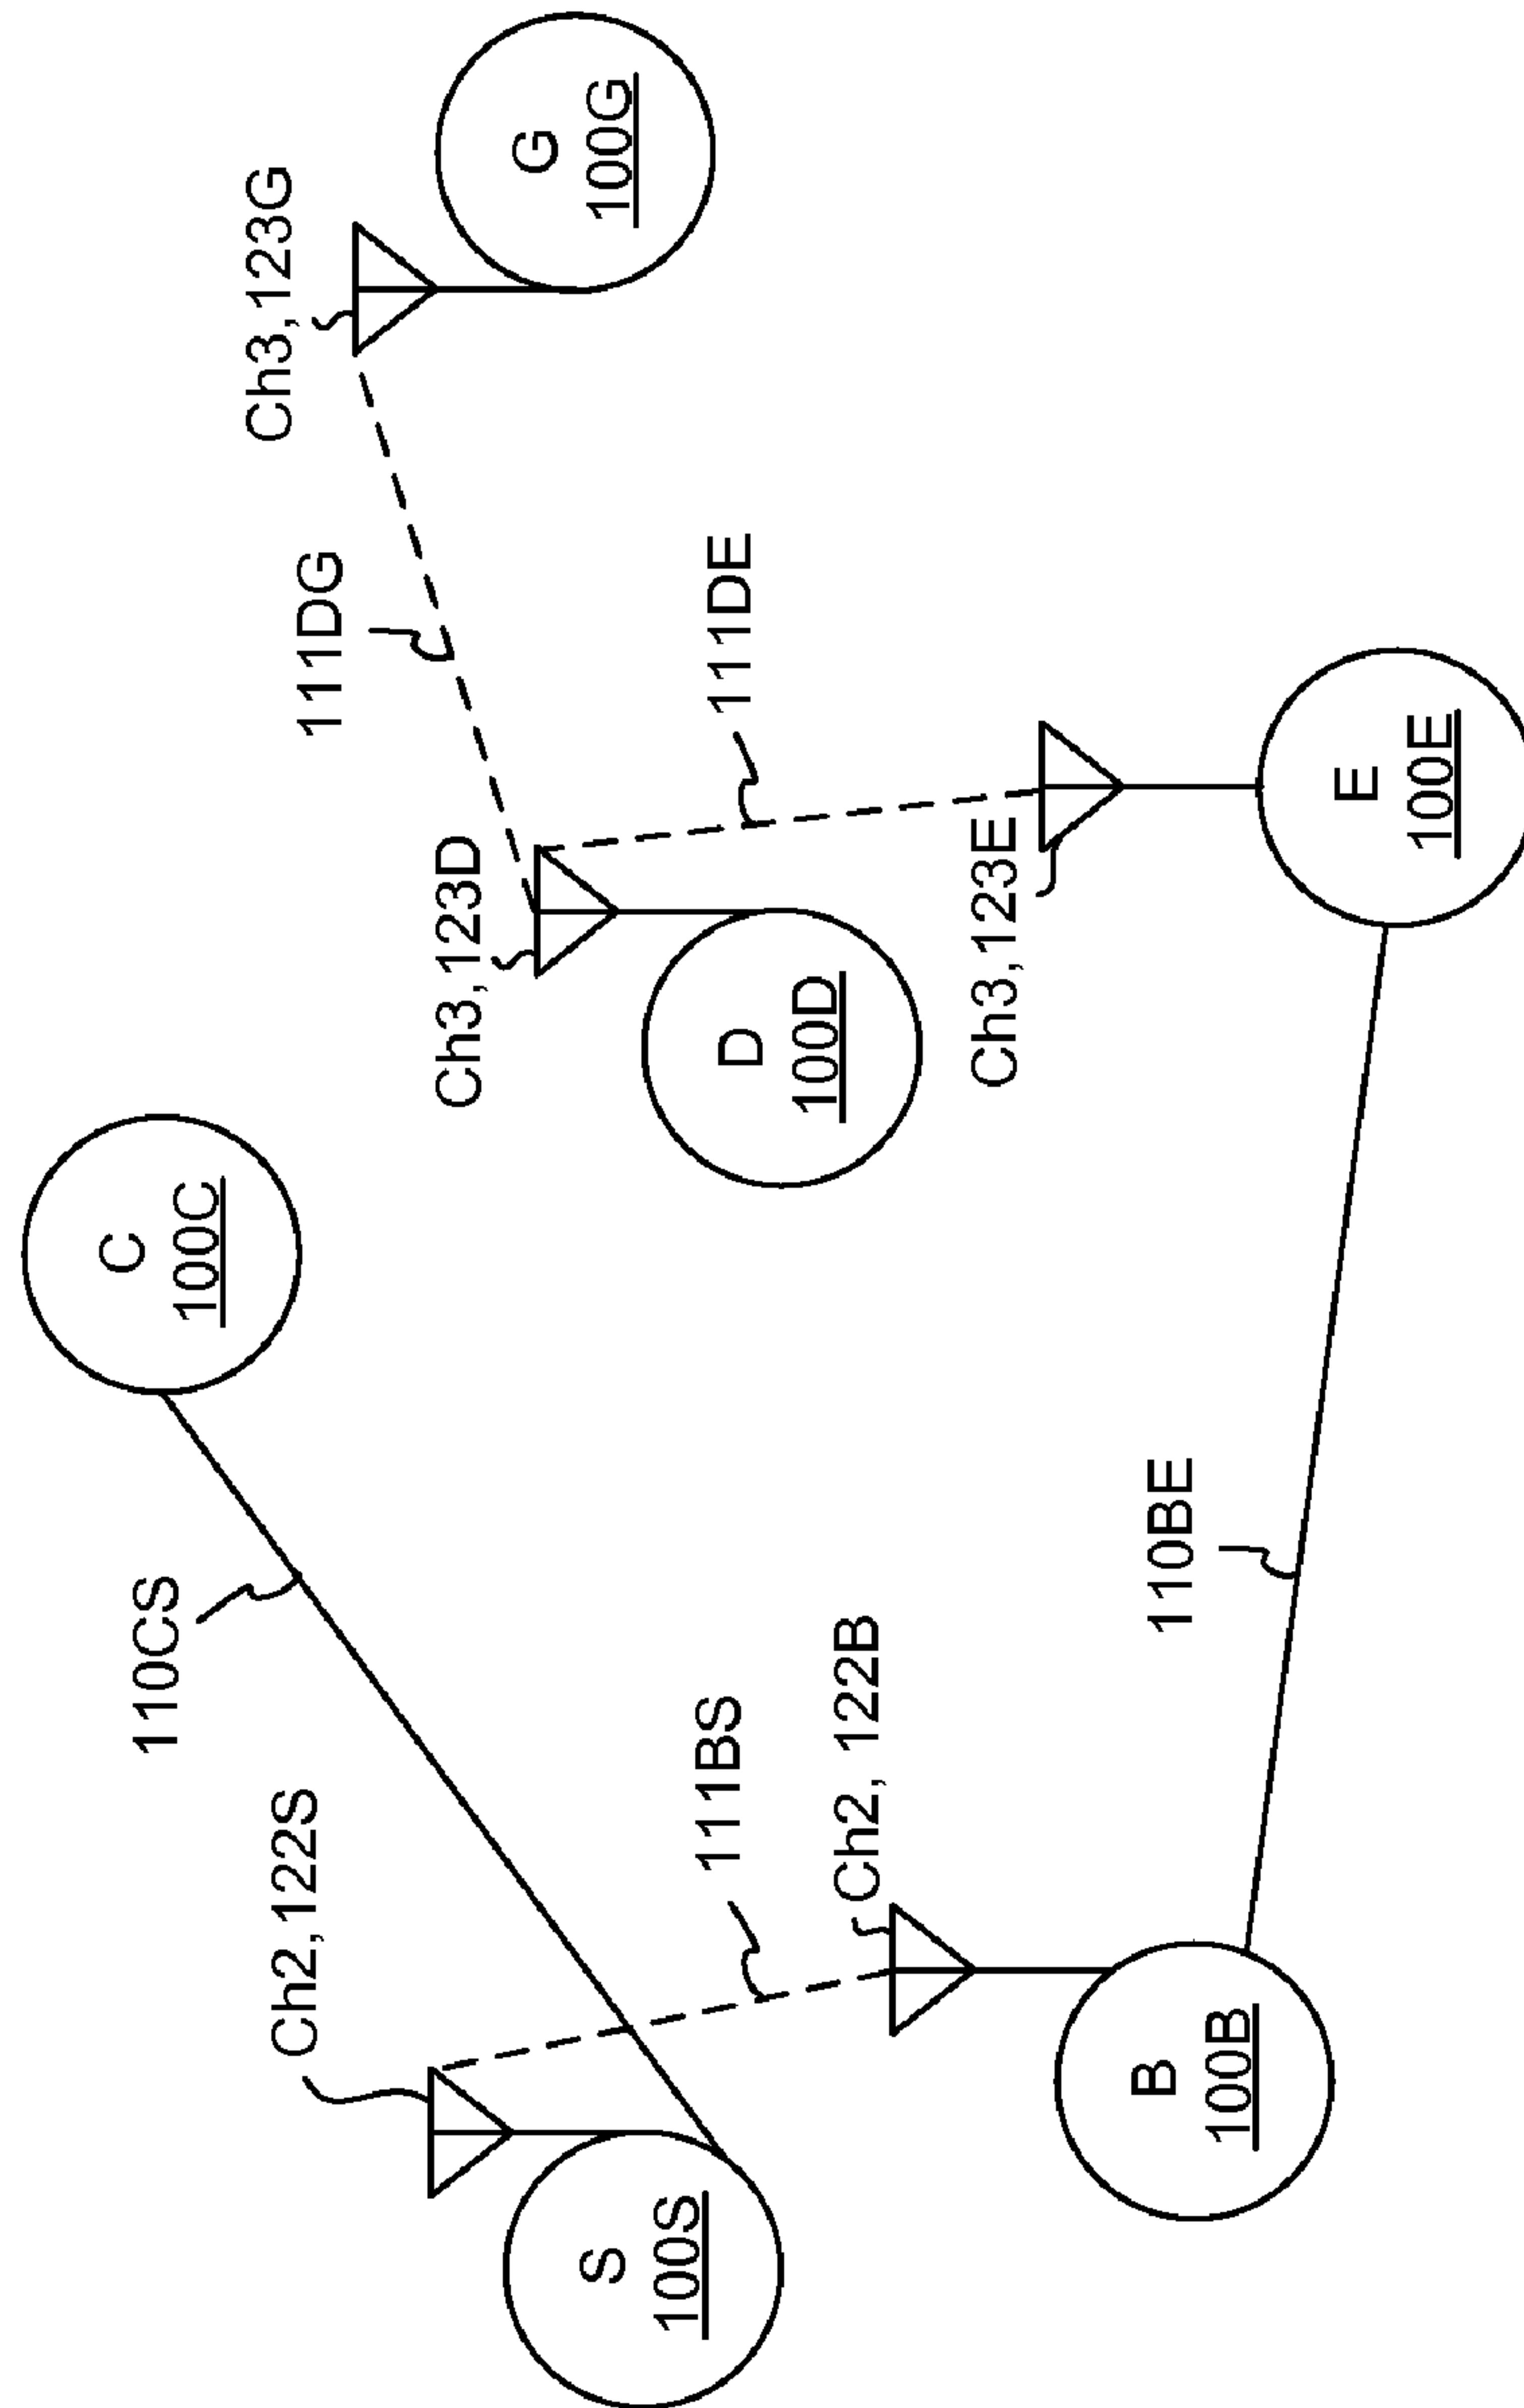 C
100C
110CS
Ch3,123G
G
100G
111DG
Ch3,123D
Ch2,122S
D
100D
111DE
S
100S
111BS
Ch2, 122B
Ch3,123E
110BE
B
100B
E
100E